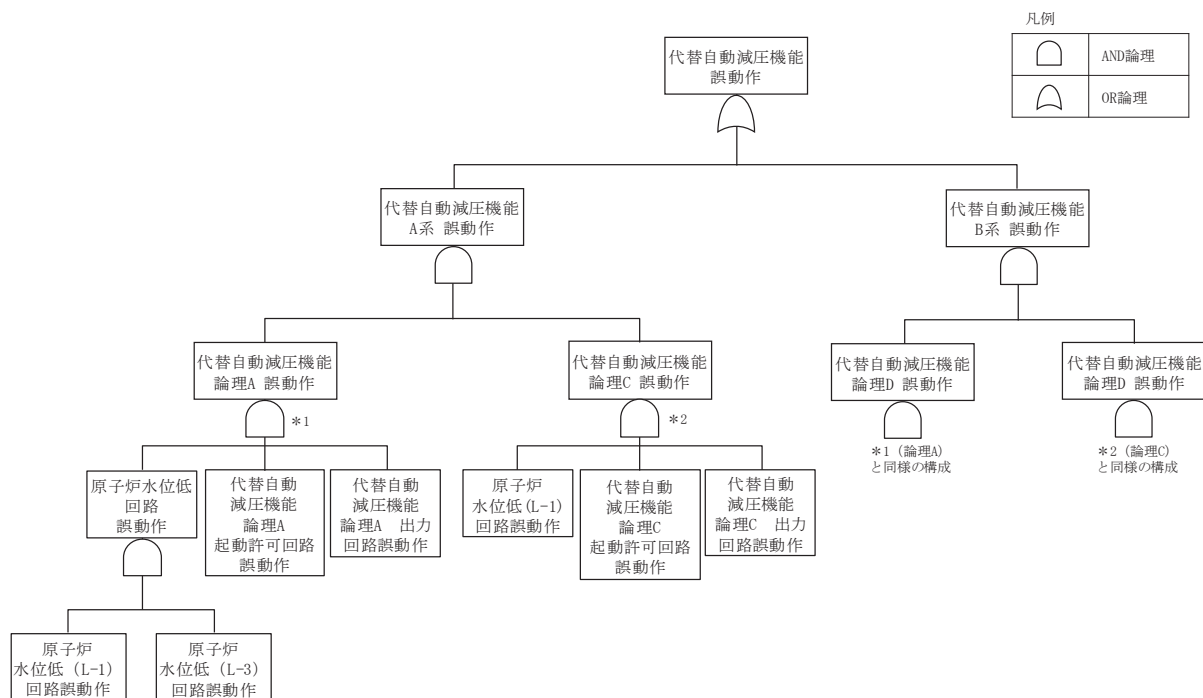 凡例
AND論理
OR論理
代替自動減圧機能
誤動作
代替自動減圧機能
A系 誤動作
代替自動減圧機能
B系 誤動作
代替自動減圧機能
論理A 誤動作
代替自動減圧機能
論理C 誤動作
代替自動減圧機能
論理D 誤動作
代替自動減圧機能
論理D 誤動作
*1
*2
*1 (論理A)
と同様の構成
*2 (論理C)
と同様の構成
原子炉水位低
回路
誤動作
代替自動
減圧機能
論理A
起動許可回路
誤動作
代替自動
減圧機能
論理A 出力
回路誤動作
原子炉
水位低(L-1)
回路誤動作
代替自動
減圧機能
論理C
起動許可回路
誤動作
代替自動
減圧機能
論理C 出力
回路誤動作
原子炉
水位低 (L-1)
回路誤動作
原子炉
水位低 (L-3)
回路誤動作